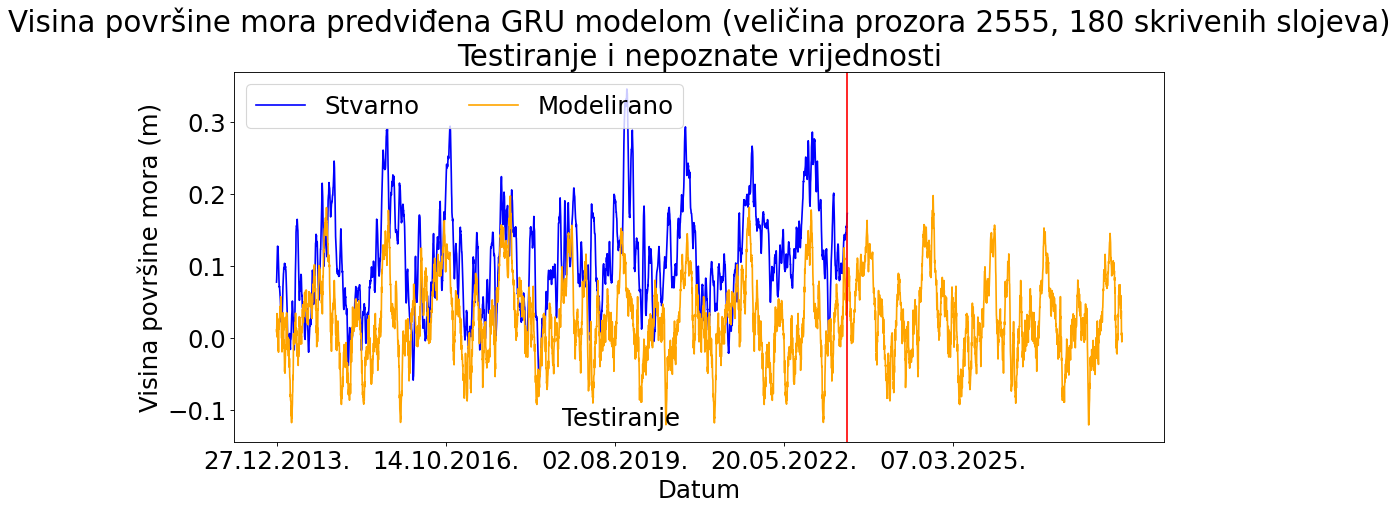 Visina površine mora predviđena GRU modelom (veličina prozora 2555, 180 skrivenih slojeva)
Testiranje i nepoznate vrijednosti
Stvarno Modelirano
Visina površine mora (m)
0.3
0.2
0.1
0.0
−0.1
Testiranje
27.12.2013. 14.10.2016. 02.08.2019. 20.05.2022. 07.03.2025.
Datum